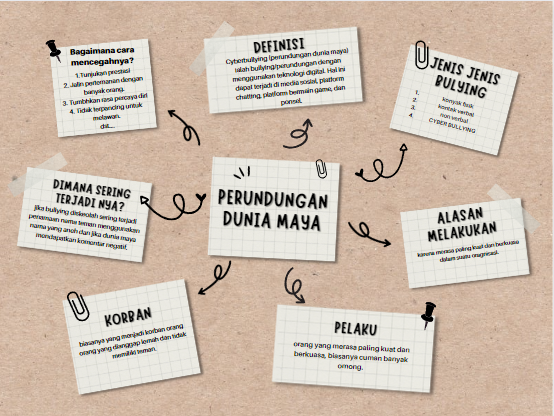 PERUNDUNGAN
DUNIA MAYA
Bagaimana cara
mencegahnya?
1.Tunjukan prestasi
2. Jalin pertemanan dengan
banyak orang.
3. Tumbhkan rasa percaya diri
4. Tidak terpancing untuk
melawan.
dll....
DEFINISI
Cyberbullying (perundungan dunia maya)
ialah bullying/perundungan dengan
menggunakan teknologi digital. Hal ini
dapat terjadi di media sosial, platform
chatting, platform bermain game, dan
ponsel.
JENIS JENIS
BULYING
1. konyak fisik
2. kontak verbal
3. non verbal
4. CYBER BULLYING
DIMANA SERING
TERJADI NYA?
jika bullying disekolah sering terjadi
penamaan nama teman menggunakan
nama yang aneh dan jika dunia maya
mendapatkan komentar negatif.
ALASAN
MELAKUKAN
karena merasa paling kuat dan berkuasa
dalam suatu oragnisasi.
KORBAN
biasanya yang menjadi korban orang
orang yang dianggap lemah dan tidak
memiliki teman.
PELAKU
orang yang merasa paling kuat dan
berkuasa, biasanya cuman banyak
omong.